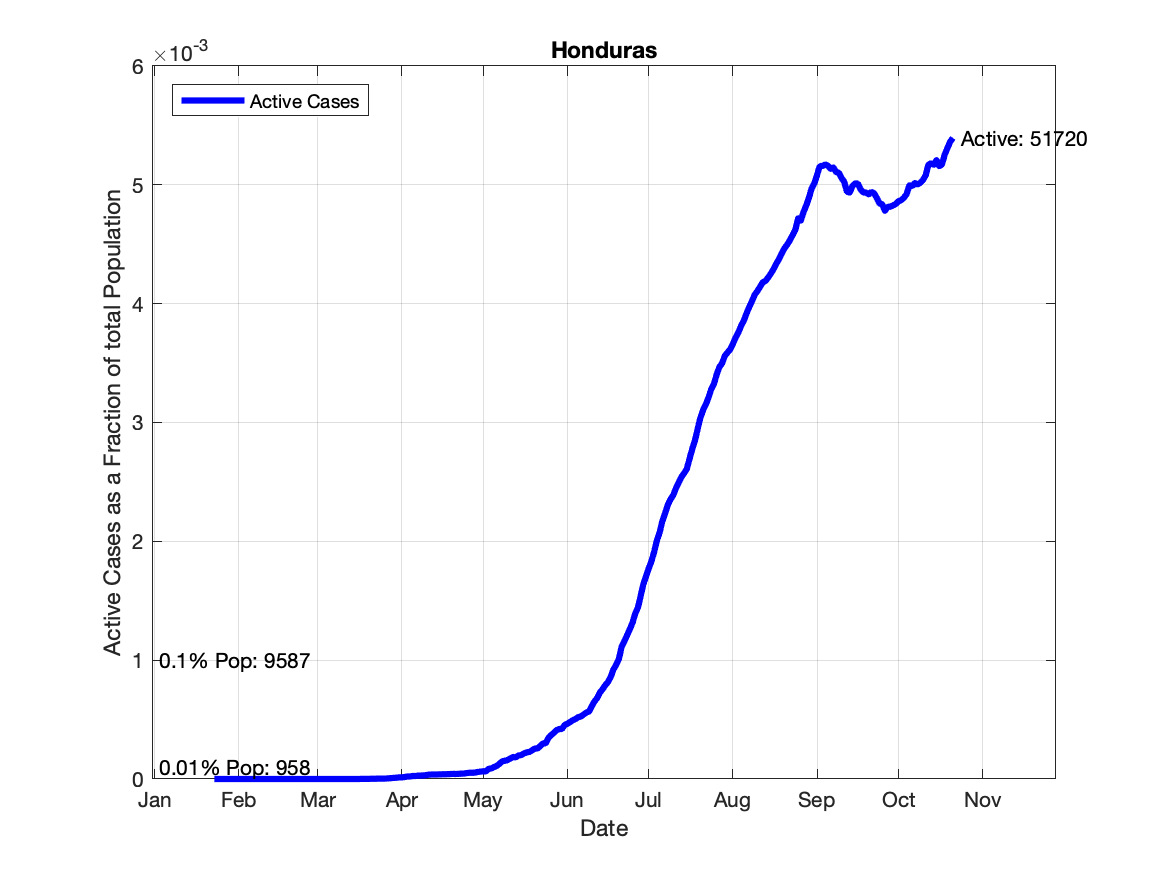 Honduras
×10-3
Active Cases
Active: 51720
6
5
4
3
2
1
0
Active Cases as a Fraction of total Population
0.1% Pop: 9587
0.01% Pop: 958
Jan Feb Mar Apr May Jun Jul Aug Sep Oct Nov
Date